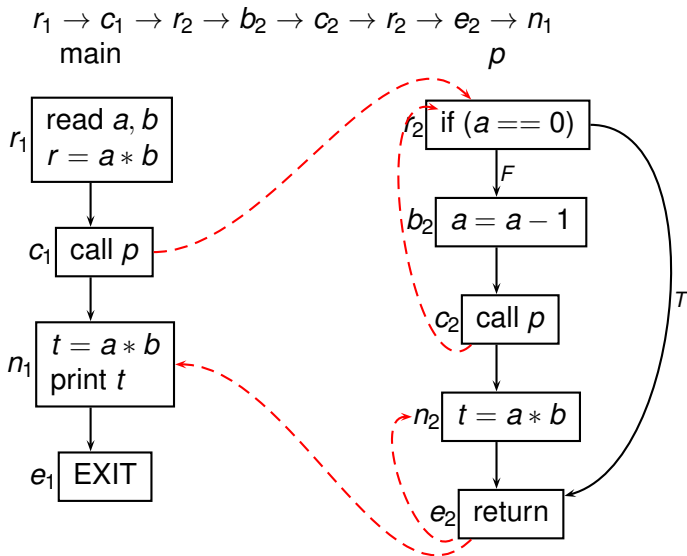 r₁ → c₁ → r₂ → b₂ → c₂ → r₂ → e₂ → n₁
main
p
r₁
read a, b
r = a ∗ b
r₂
if (a == 0)
F
b₂
a = a − 1
c₁
call p
T
c₂
call p
n₁
t = a ∗ b
print t
n₂
t = a ∗ b
e₁
EXIT
e₂
return